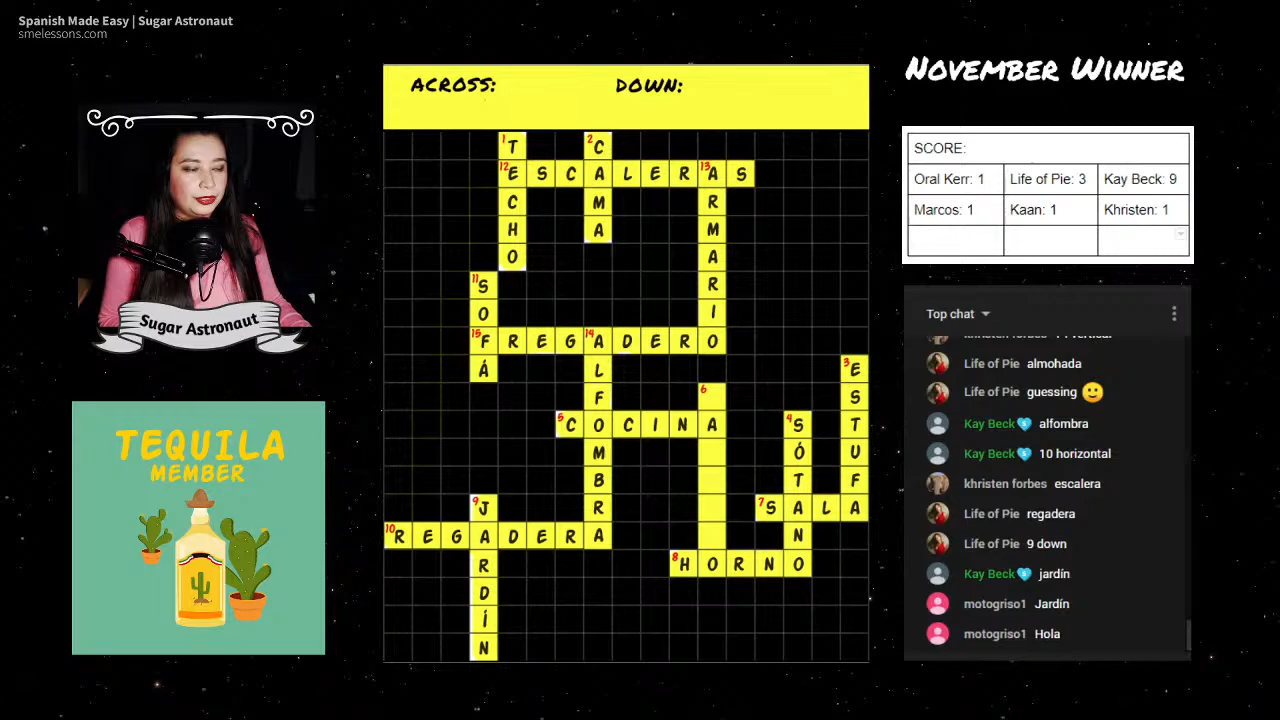 Spanish Made Easy | Sugar Astronaut
smelessons.com
ACROSS: DOWN:
NOVEMBER WINNER
SCORE:
Oral Kerr: 1 Life of Pie: 3 Kay Beck: 9
Marcos: 1 Kaan: 1 Khristen: 1
Sugar Astronaut
TEQUILA
MEMBER
1 T 2 C
12 E S C A L E R 13 A S
C M R
H A M
O A
11 S R
O I
15 F R E G 14 A D E R O
Á L 3 E
F 6 S
5 C O C I N A 4 S T
M Ó U
B T F
9 J R 7 S A L A
10 R E G A D E R A N
R 8 H O R N O
D
Í
N
Top chat
Life of Pie almohada
Life of Pie guessing
Kay Beck alfombra
Kay Beck 10 horizontal
khristen forbes escalera
Life of Pie regadera
Life of Pie 9 down
Kay Beck jardín
motogriso1 Jardín
motogriso1 Hola